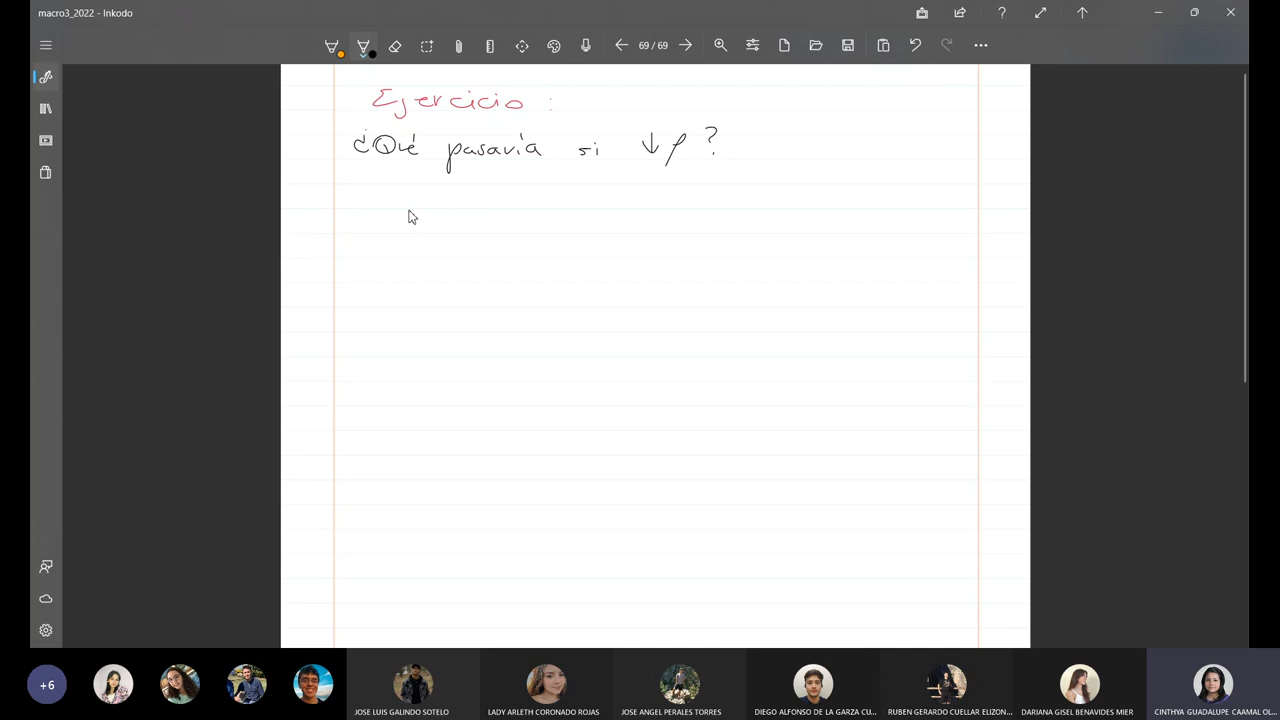 macro3_2022 - Inkodo
69 / 69
Ejercicio :
¿Qué pasaría si ↓ρ ?
+6
JOSE LUIS GALINDO SOTELO
LADY ARLETH CORONADO ROJAS
JOSE ANGEL PERALES TORRES
DIEGO ALFONSO DE LA GARZA CU...
RUBEN GERARDO CUELLAR ELIZON...
DARIANA GISEL BENAVIDES MIER
CINTHYA GUADALUPE CAAMAL OL...